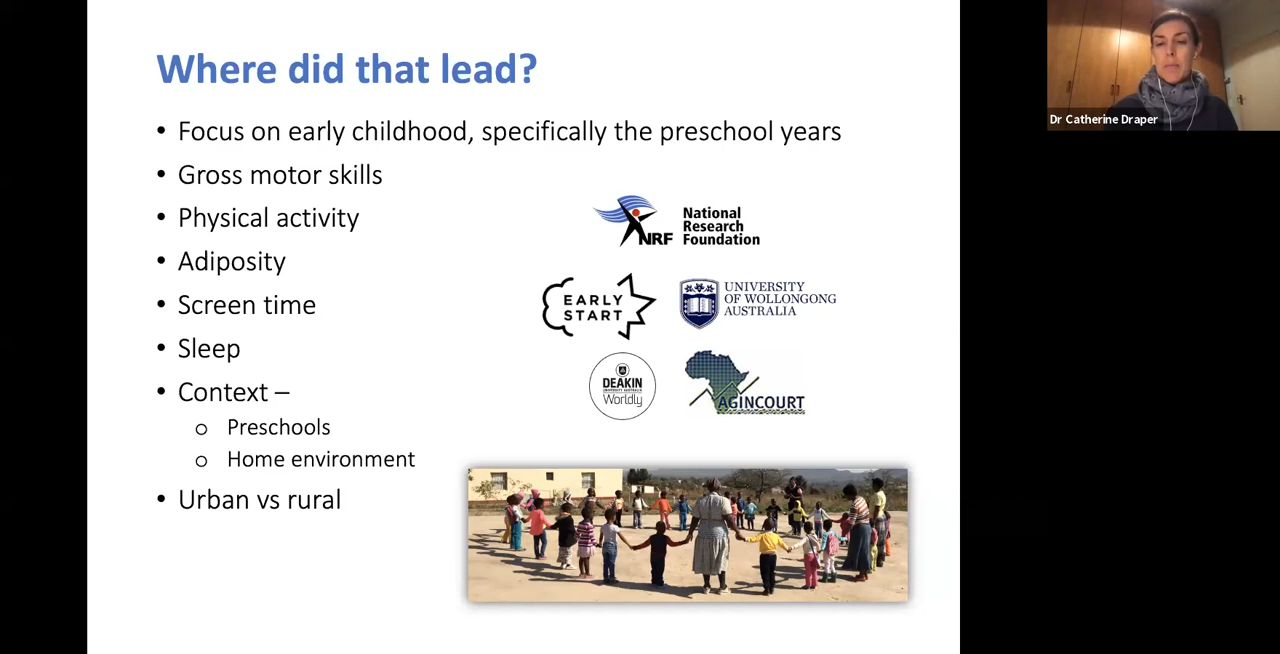 Where did that lead?
• Focus on early childhood, specifically the preschool years
• Gross motor skills
• Physical activity
• Adiposity
• Screen time
• Sleep
• Context –
o Preschools
o Home environment
• Urban vs rural
NRF
National
Research
Foundation
EARLY
START
UNIVERSITY
OF WOLLONGONG
AUSTRALIA
DEAKIN
Worldly
AGINCOURT
Dr Catherine Draper